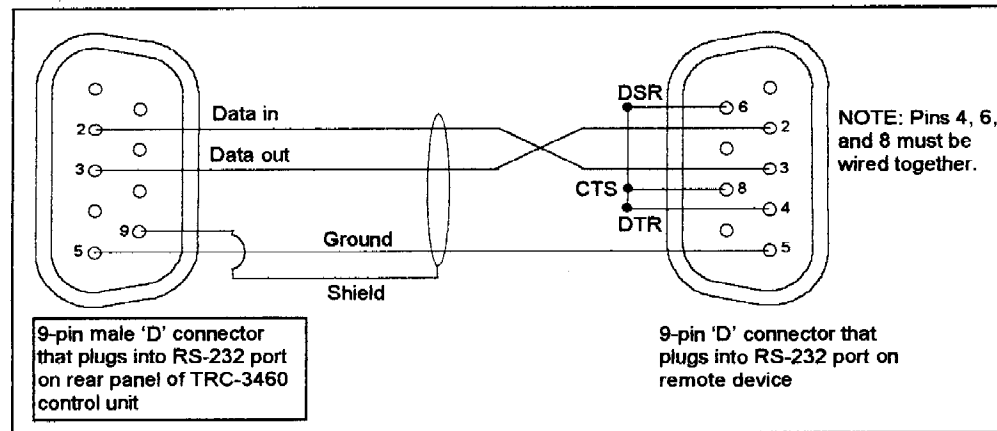 Data in
Data out
Ground
Shield
2
3
9
5
9-pin male 'D' connector
that plugs into RS-232 port
on rear panel of TRC-3460
control unit
DSR
CTS
DTR
6
2
3
8
4
5
NOTE: Pins 4, 6,
and 8 must be
wired together.
9-pin 'D' connector that
plugs into RS-232 port on
remote device